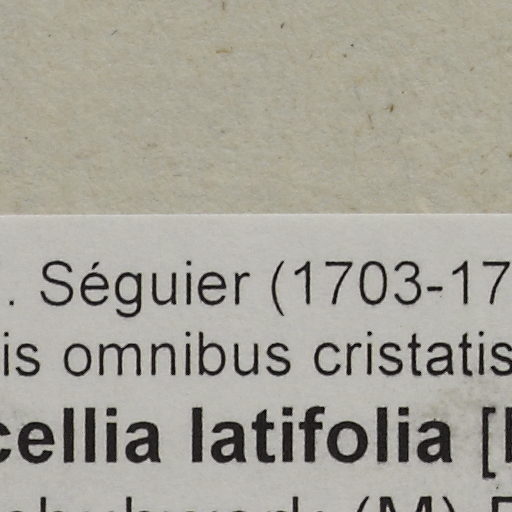 . Séguier (1703-17
is omnibus cristatis
cellia latifolia [
(M)